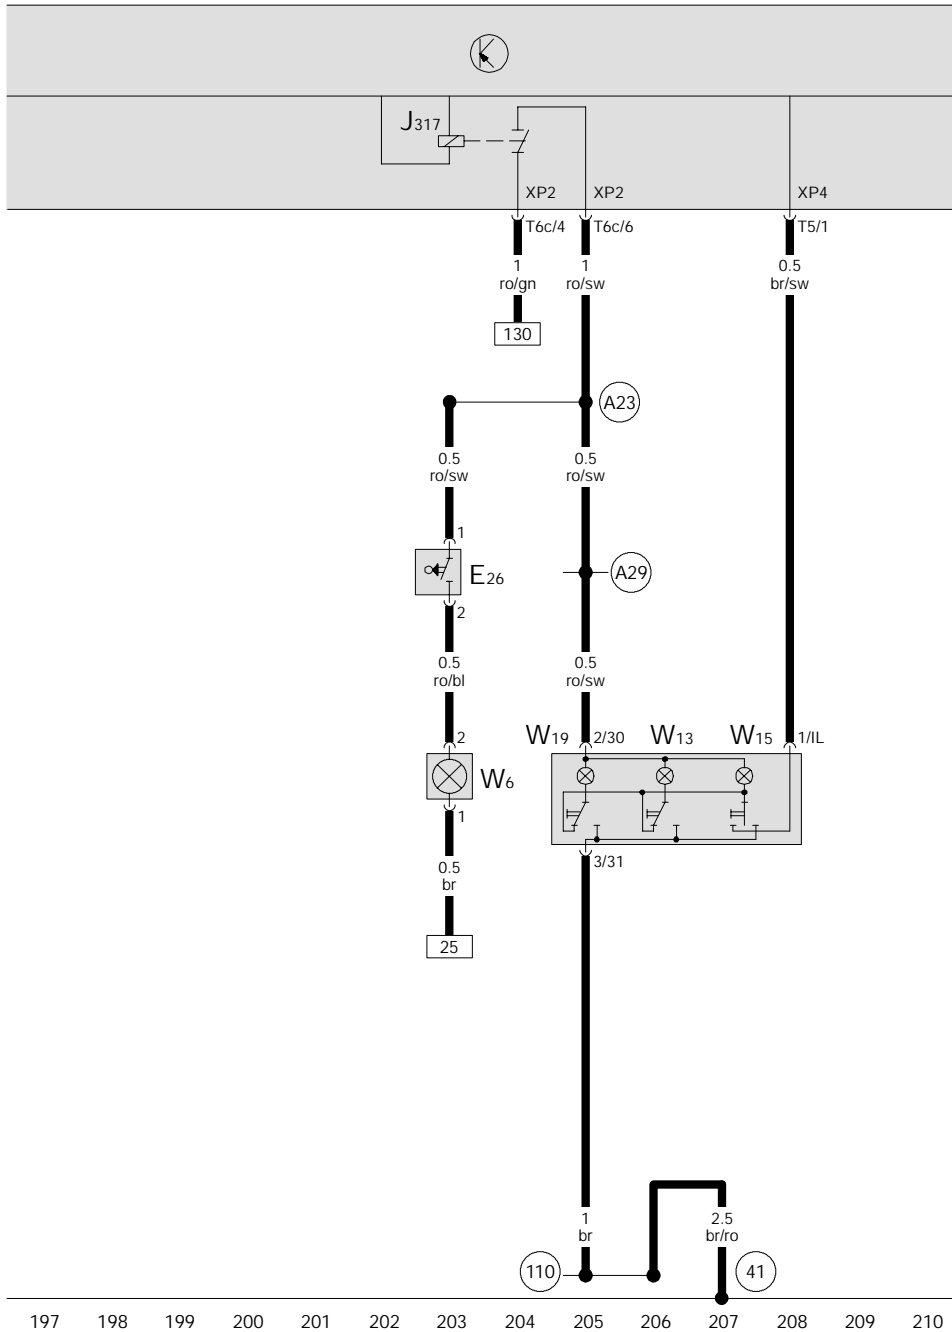 J317
XP2 XP2 XP4
T6c/4 T6c/6 T5/1
1 1 0.5
ro/gn ro/sw br/sw
130
A23
0.5 0.5
ro/sw ro/sw
1
E26 A29
2
0.5 0.5
ro/bl ro/sw
2 W19 2/30 W13 W15 1/IL
W6
1
3/31
0.5
br
25
1 2.5
br br/ro
110 41
197 198 199 200 201 202 203 204 205 206 207 208 209 210